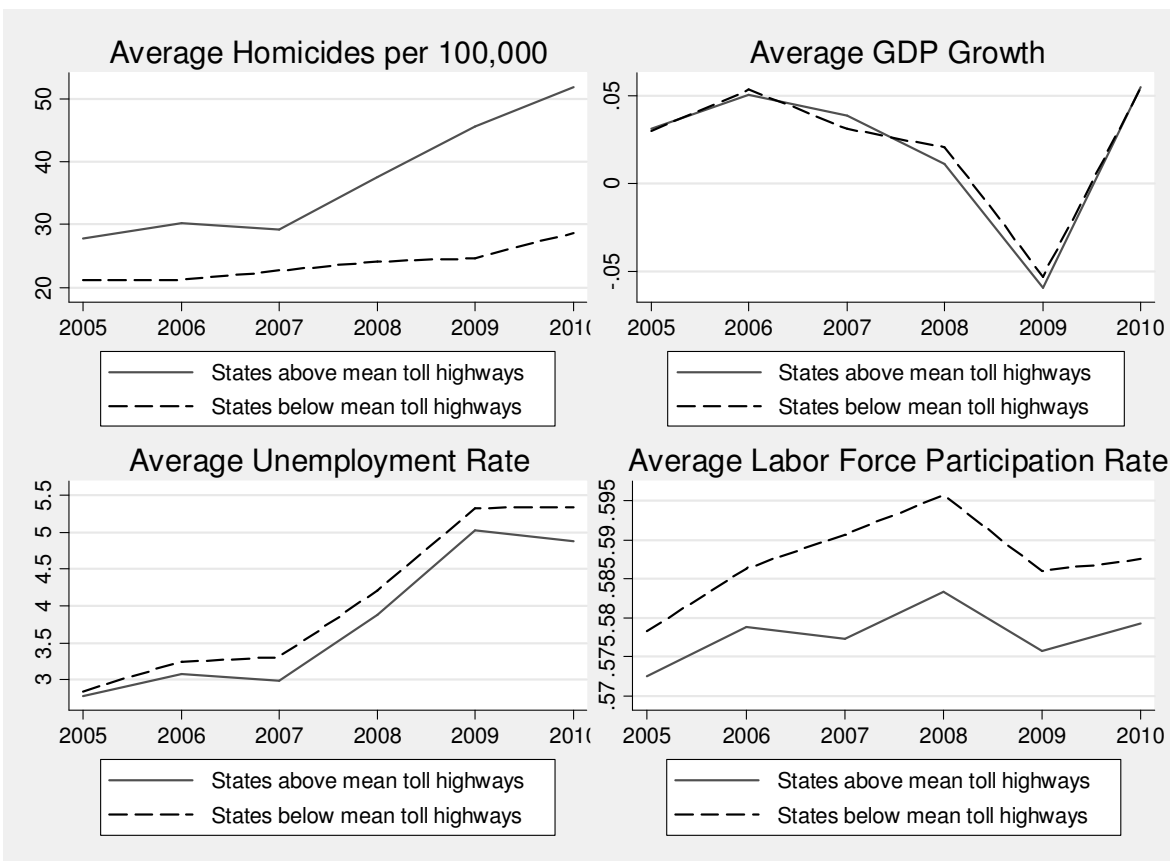 Average Homicides per 100,000
50
40
30
20
2005 2006 2007 2008 2009 2010
States above mean toll highways
States below mean toll highways
Average GDP Growth
.05
0
-.05
2005 2006 2007 2008 2009 2010
States above mean toll highways
States below mean toll highways
Average Unemployment Rate
5.5
5
4.5
4
3.5
3
2005 2006 2007 2008 2009 2010
States above mean toll highways
States below mean toll highways
Average Labor Force Participation Rate
.595
.59
.585
.58
.575
.57
2005 2006 2007 2008 2009 2010
States above mean toll highways
States below mean toll highways